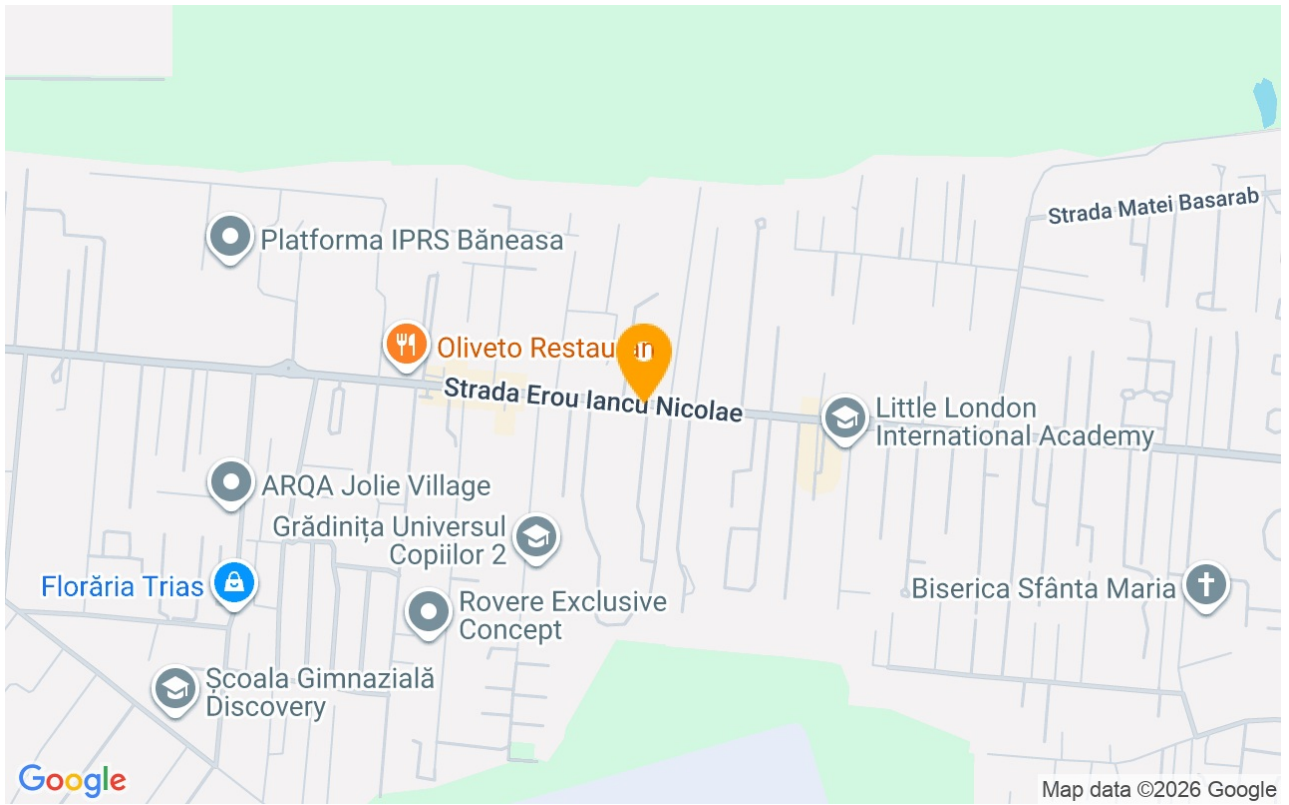 Strada Matei Basarab
Platforma IPRS Băneasa
Oliveto Restau an
Strada Erou Iancu Nicolae
Little London
International Academy
ARQA Jolie Village
Grădinița Universul
Copiilor 2
Florăria Trias
Biserica Sfânta Maria
Rovere Exclusive
Concept
Școala Gimnazială
Discovery
Google
Map data ©2026 Google